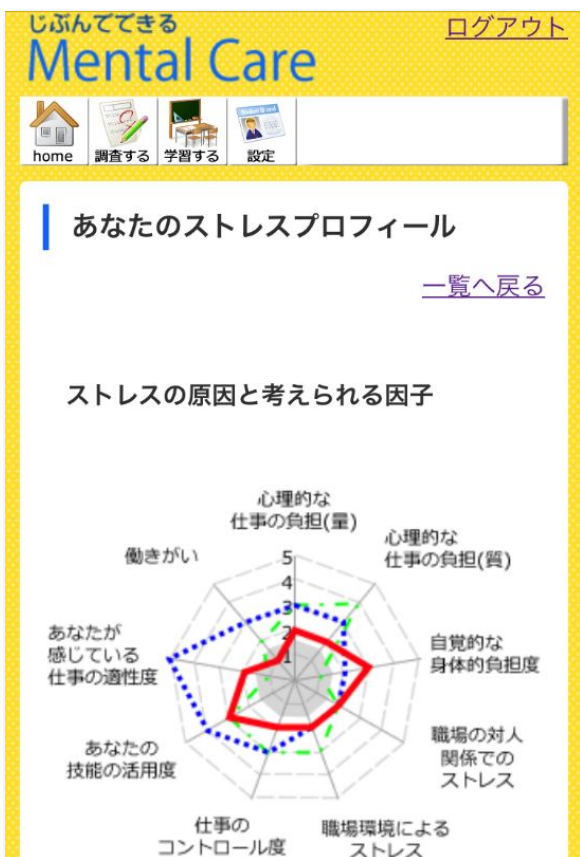 じぶんでできる
Mental Care
ログアウト
home
調査する
学習する
設定
あなたのストレスプロフィール
一覧へ戻る
ストレスの原因と考えられる因子
心理的な
仕事の負担(量)
心理的な
仕事の負担(質)
働きがい
5
4
3
2
1
あなたが
感じている
仕事の適性度
自覚的な
身体的負担度
あなたの
技能の活用度
職場の対人
関係での
ストレス
仕事の
コントロール度
職場環境による
ストレス